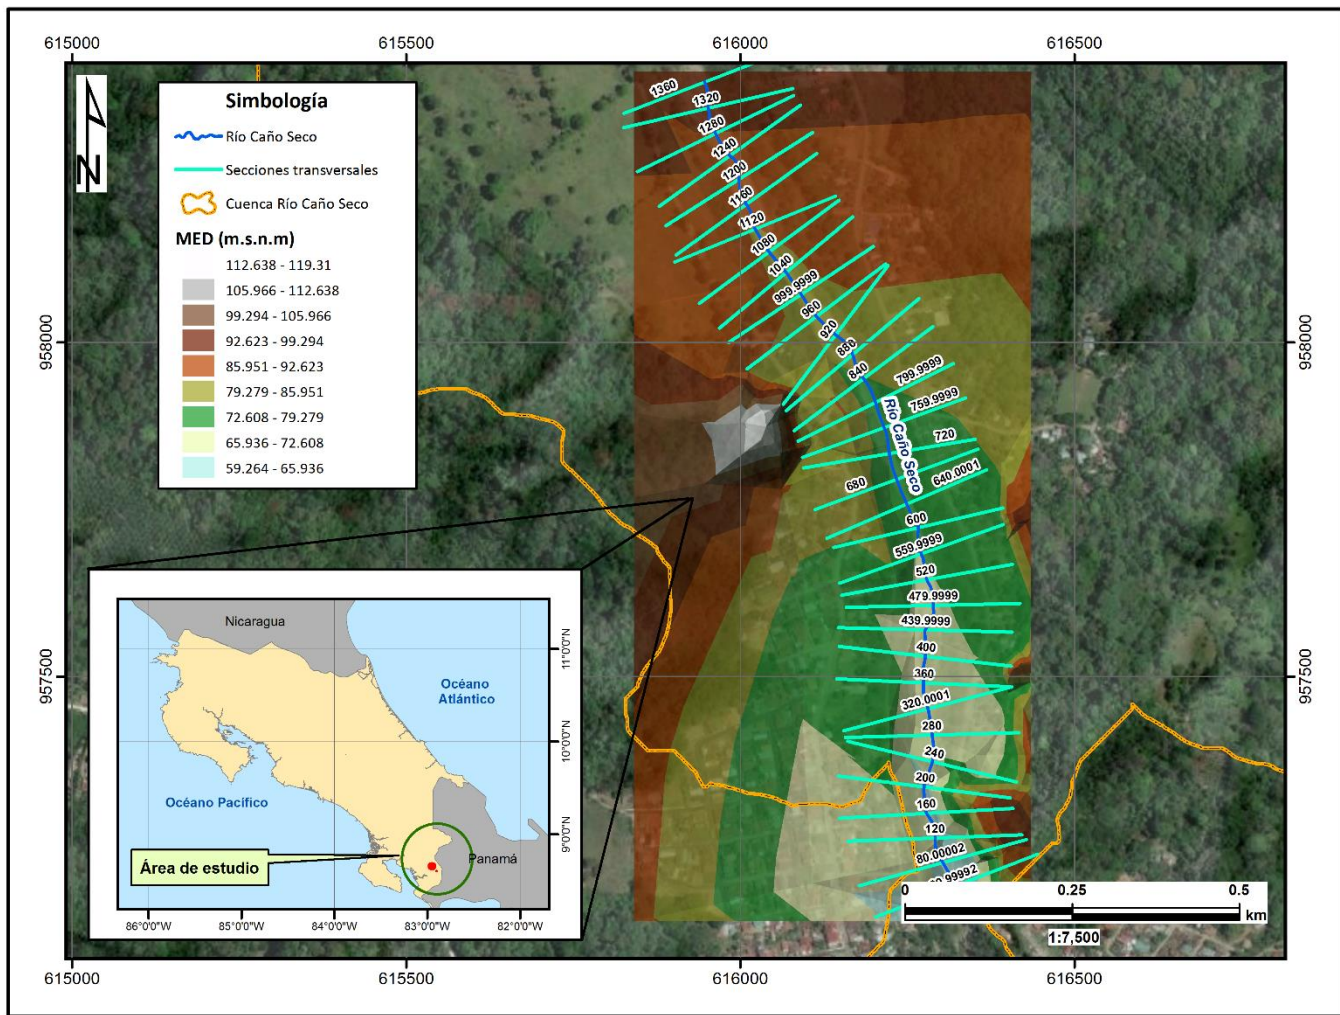 615000
615500
616000
616500
N
Simbología
Río Caño Seco
Secciones transversales
Cuenca Río Caño Seco
MED (m.s.n.m)
112.638 - 119.31
105.966 - 112.638
99.294 - 105.966
92.623 - 99.294
85.951 - 92.623
79.279 - 85.951
72.608 - 79.279
65.936 - 72.608
59.264 - 65.936
958000
957500
958000
957500
1360
1320
1280
1240
1200
1160
1120
1080
1040
999.9999
960
920
880
840
799.9999
759.9999
720
680
640.0001
Río Caño Seco
600
559.9999
520
479.9999
439.9999
400
360
320.0001
280
240
200
160
120
80.00002
Nicaragua
Océano
Atlántico
Océano Pacífico
Panamá
Área de estudio
11°0'0"N
10°0'0"N
9°0'0"N
86°0'0"W
85°0'0"W
84°0'0"W
83°0'0"W
82°0'0"W
0
0.25
0.5
km
1:7,500
615000
615500
616000
616500